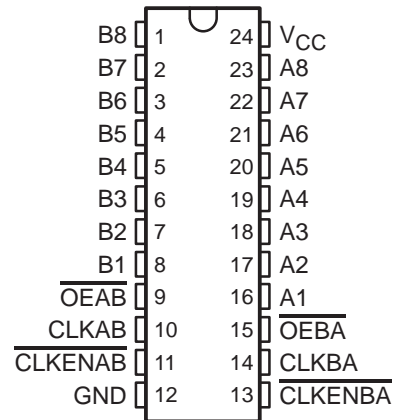 B8 1 24 VCC
B7 2 23 A8
B6 3 22 A7
B5 4 21 A6
B4 5 20 A5
B3 6 19 A4
B2 7 18 A3
B1 8 17 A2
OEAB 9 16 A1
CLKAB 10 15 OEBA
CLKENAB 11 14 CLKBA
GND 12 13 CLKENBA